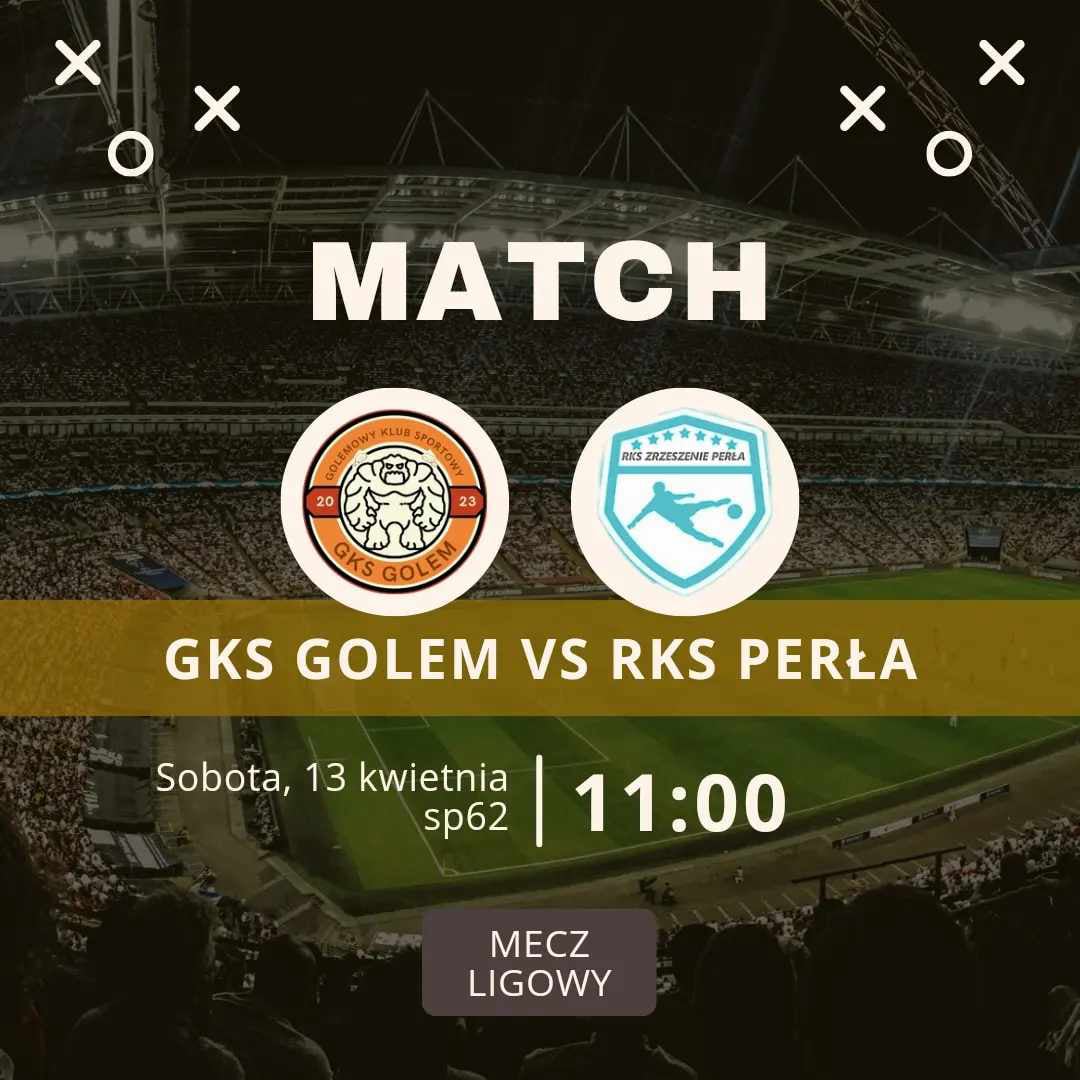 MATCH
GOLEMOWY KLUB SPORTOWY
20 23
GKS GOLEM
RKS ZRZESZENIE PERŁA
GKS GOLEM VS RKS PERŁA
Sobota, 13 kwietnia
sp62
11:00
MECZ
LIGOWY